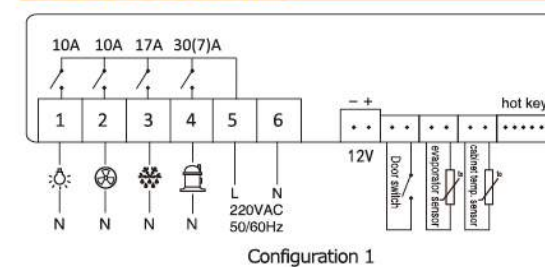 10A 10A 17A 30(7)A
1 2 3 4 5 6
- +
hot key
12V
Door switch
evaporator sensor
cabinet temp. sensor
N N N N
L N
220VAC
50/60Hz
Configuration 1